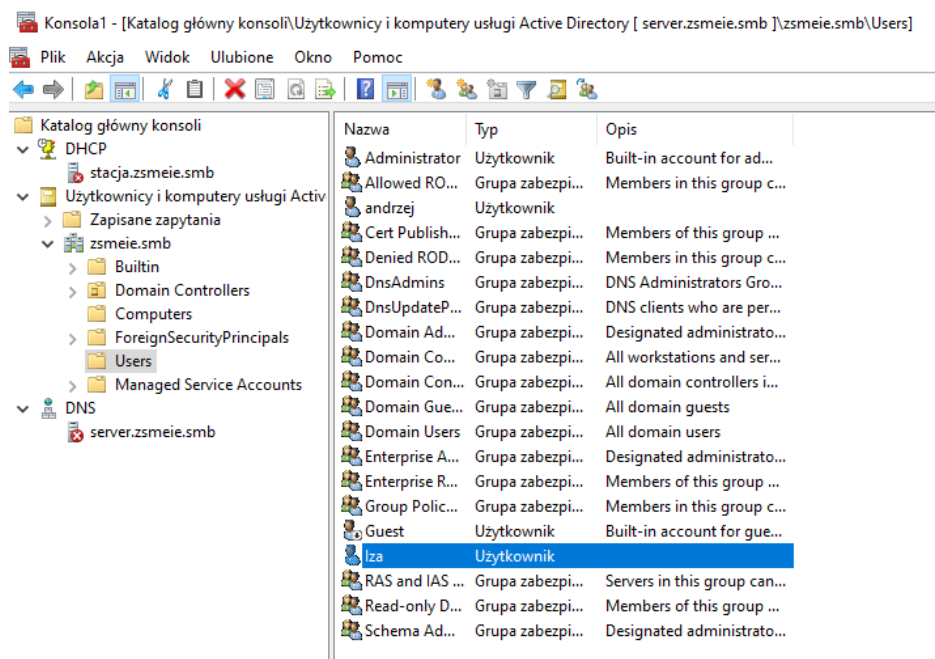 Konsola1 - [Katalog główny konsoli\Użytkownicy i komputery usługi Active Directory [ server.zsmeie.smb ]\zsmeie.smb\Users]
Plik Akcja Widok Ulubione Okno Pomoc
Katalog główny konsoli
DHCP
stacja.zsmeie.smb
Użytkownicy i komputery usługi Activ
Zapisane zapytania
zsmeie.smb
Builtin
Domain Controllers
Computers
ForeignSecurityPrincipals
Users
Managed Service Accounts
DNS
server.zsmeie.smb
Nazwa Typ Opis
Administrator Użytkownik Built-in account for ad...
Allowed RO... Grupa zabezpi... Members in this group c...
andrzej Użytkownik
Cert Publish... Grupa zabezpi... Members of this group ...
Denied ROD... Grupa zabezpi... Members in this group c...
DnsAdmins Grupa zabezpi... DNS Administrators Gro...
DnsUpdateP... Grupa zabezpi... DNS clients who are per...
Domain Ad... Grupa zabezpi... Designated administrato...
Domain Co... Grupa zabezpi... All workstations and ser...
Domain Con... Grupa zabezpi... All domain controllers i...
Domain Gue... Grupa zabezpi... All domain guests
Domain Users Grupa zabezpi... All domain users
Enterprise A... Grupa zabezpi... Designated administrato...
Enterprise R... Grupa zabezpi... Members of this group ...
Group Polic... Grupa zabezpi... Members in this group c...
Guest Użytkownik Built-in account for gue...
Iza Użytkownik
RAS and IAS ... Grupa zabezpi... Servers in this group can...
Read-only D... Grupa zabezpi... Members of this group ...
Schema Ad... Grupa zabezpi... Designated administrato...